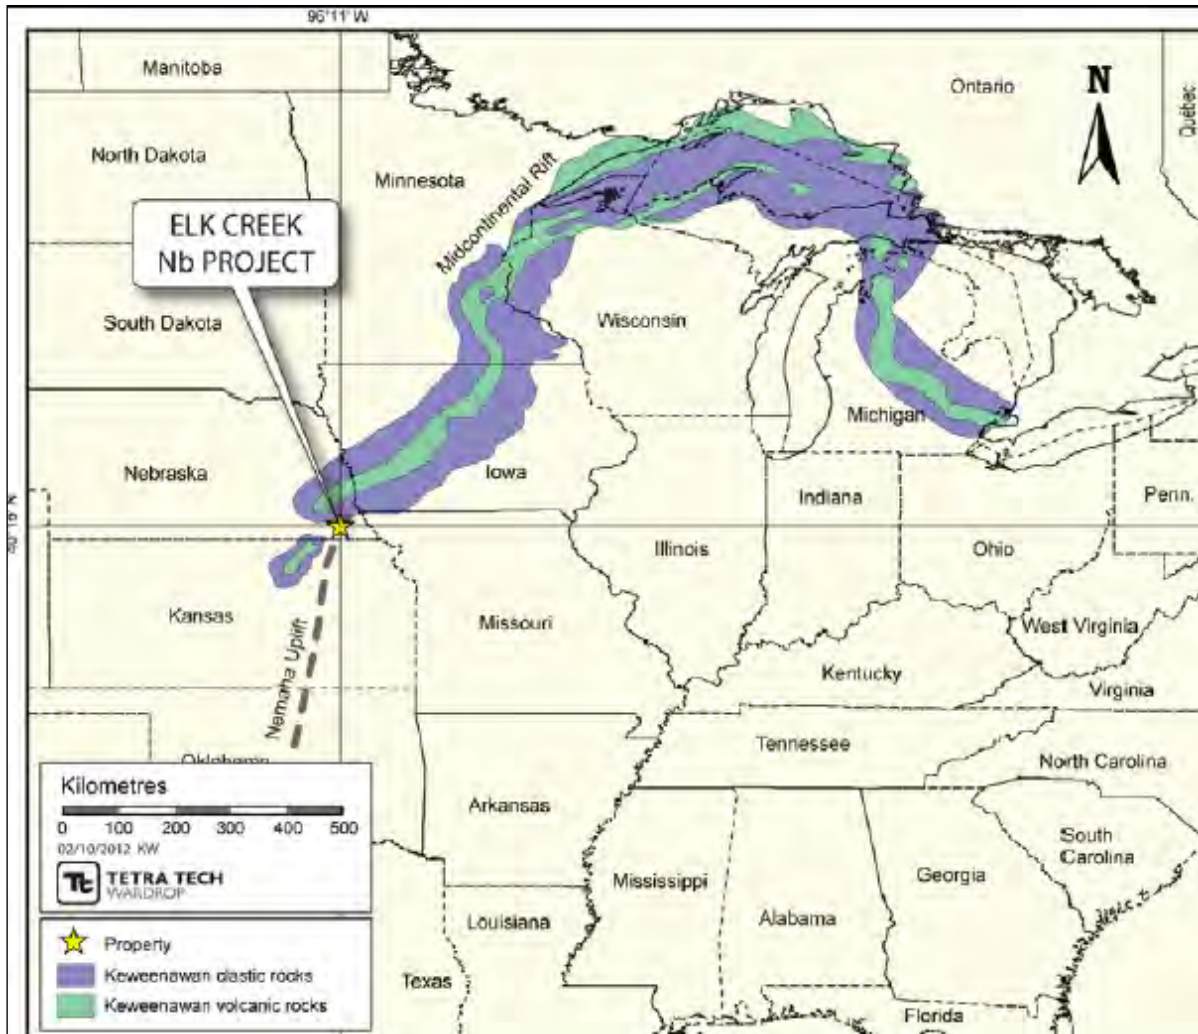 96°11' W
Manitoba
Ontario
Québec
N
North Dakota
Minnesota
Midcontinental Rift
ELK CREEK
Nb PROJECT
South Dakota
Wisconsin
Michigan
Nebraska
Iowa
Indiana
Penn.
Illinois
Ohio
Kansas
Missouri
West Virginia
Kentucky
Virginia
Nemaha Uplift
Tennessee
Oklahoma
North Carolina
Kilometres
0 100 200 300 400 500
02/10/2012 KW
Tt TETRA TECH
WARDROP
Arkansas
South
Carolina
Mississippi
Georgia
Alabama
Louisiana
Texas
Florida
Property
Keweenawan clastic rocks
Keweenawan volcanic rocks